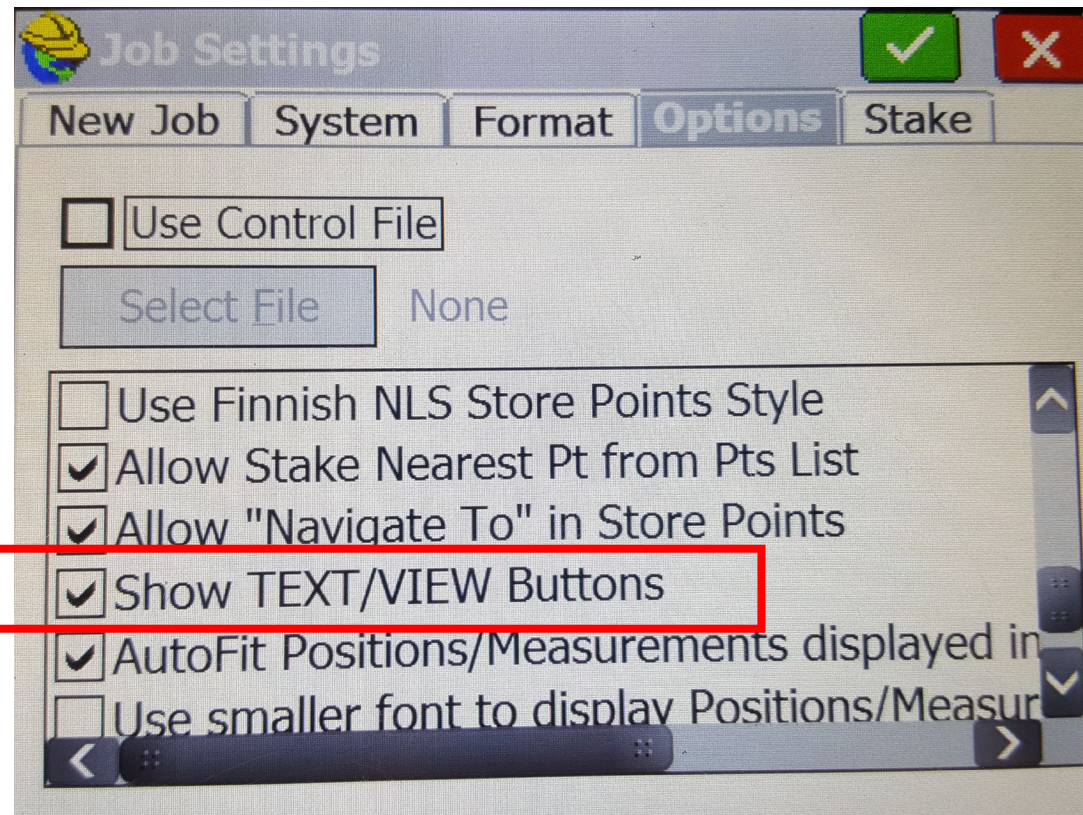 Job Settings
New Job System Format Options Stake
Use Control File
Select File None
Use Finnish NLS Store Points Style
Allow Stake Nearest Pt from Pts List
Allow "Navigate To" in Store Points
Show TEXT/VIEW Buttons
AutoFit Positions/Measurements displayed in
Use smaller font to display Positions/Measur